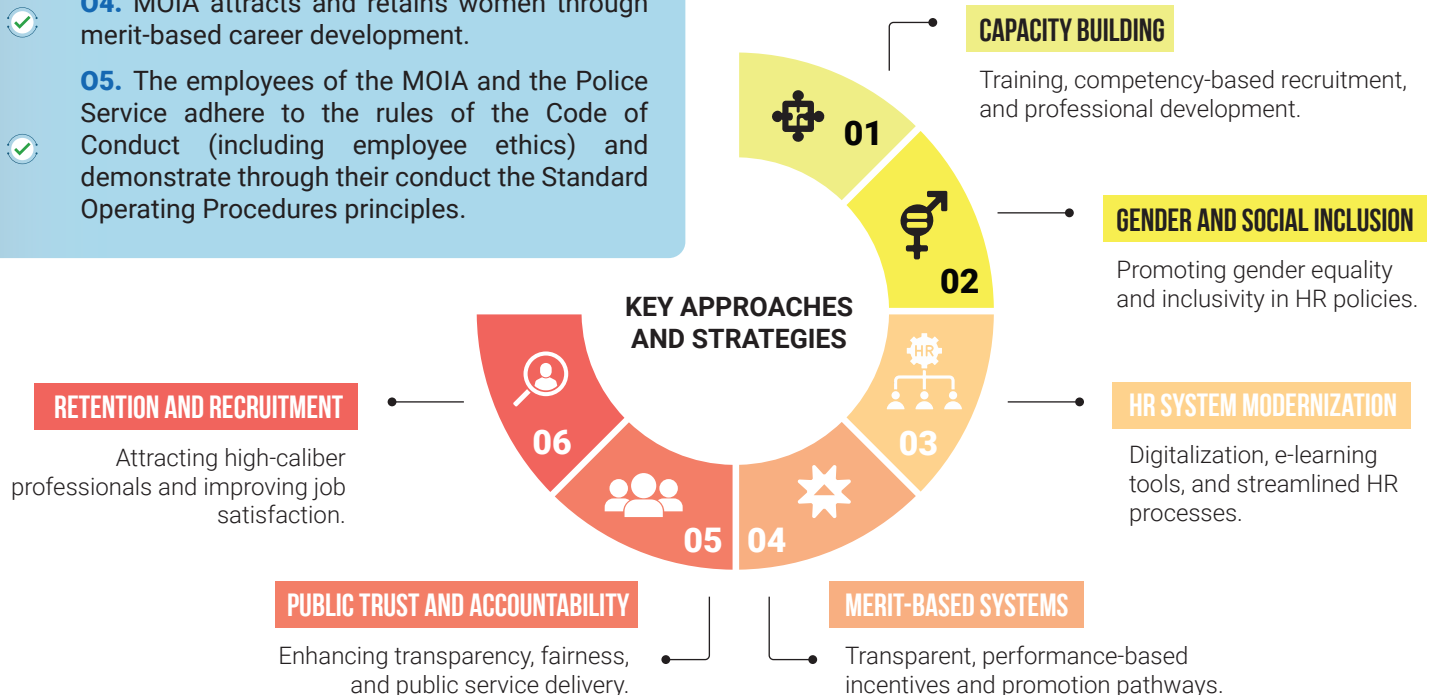 04. MOIA attracts and retains women through
merit-based career development.
05. The employees of the MOIA and the Police
Service adhere to the rules of the Code of
Conduct (including employee ethics) and
demonstrate through their conduct the Standard
Operating Procedures principles.
KEY APPROACHES
AND STRATEGIES
01
CAPACITY BUILDING
Training, competency-based recruitment,
and professional development.
02
GENDER AND SOCIAL INCLUSION
Promoting gender equality
and inclusivity in HR policies.
HR
03
HR SYSTEM MODERNIZATION
Digitalization, e-learning
tools, and streamlined HR
processes.
04
MERIT-BASED SYSTEMS
Transparent, performance-based
incentives and promotion pathways.
05
PUBLIC TRUST AND ACCOUNTABILITY
Enhancing transparency, fairness,
and public service delivery.
06
RETENTION AND RECRUITMENT
Attracting high-caliber
professionals and improving job
satisfaction.